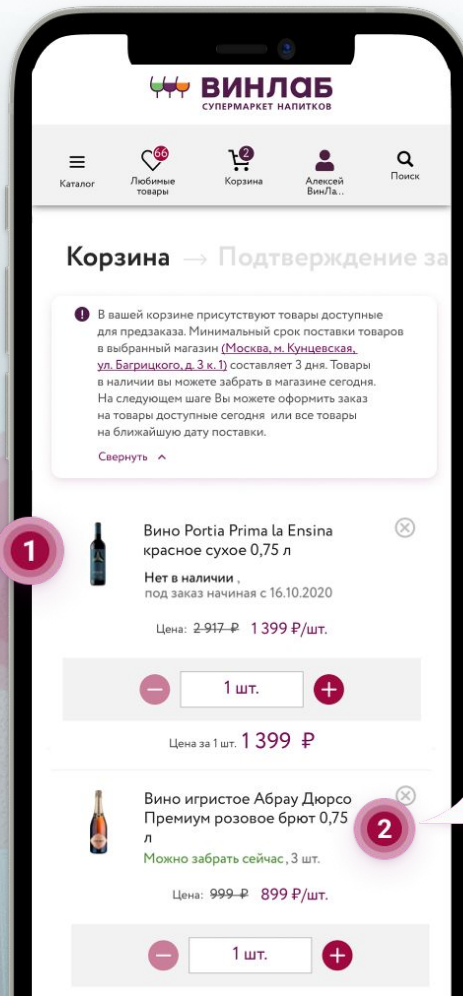 ВИНЛАБ
СУПЕРМАРКЕТ НАПИТКОВ
66
2
Каталог
Любимые
товары
Корзина
Алексей
ВинЛа...
Поиск
Корзина → Подтверждение за
В вашей корзине присутствуют товары доступные
для предзаказа. Минимальный срок поставки товаров
в выбранный магазин (Москва, м. Кунцевская,
ул. Багрицкого, д. 3 к. 1) составляет 3 дня. Товары
в наличии вы можете забрать в магазине сегодня.
На следующем шаге Вы можете оформить заказ
на товары доступные сегодня или все товары
на ближайшую дату поставки.
Свернуть
1
Вино Portia Prima la Ensina
красное сухое 0,75 л
Нет в наличии ,
под заказ начиная с 16.10.2020
Цена: 2 917 ₽ 1 399 ₽/шт.
1 шт.
Цена за 1 шт. 1 399 ₽
Вино игристое Абрау Дюрсо
Премиум розовое брют 0,75
л
2
Можно забрать сейчас, 3 шт.
Цена: 999 ₽ 899 ₽/шт.
1 шт.